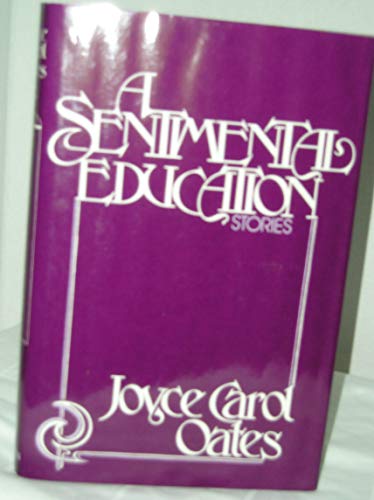 A
SENTIMENTAL
EDUCATION
STORIES
Joyce Carol
Oates